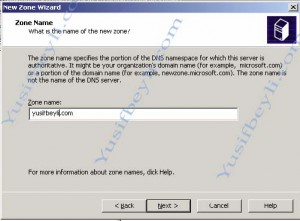 New Zone Wizard
Zone Name
What is the name of the new zone?
The zone name specifies the portion of the DNS namespace for which this server is
authoritative. It might be your organization's domain name (for example, microsoft.com)
or a portion of the domain name (for example, newzone.microsoft.com). The zone name is
not the name of the DNS server.
Zone name:
yusifbeyli.com
For more information about zone names, click Help.
< Back
Next >
Cancel
Help
Yusifbeyli.com
Yusifbeyli.com
Yusifbeyli.com